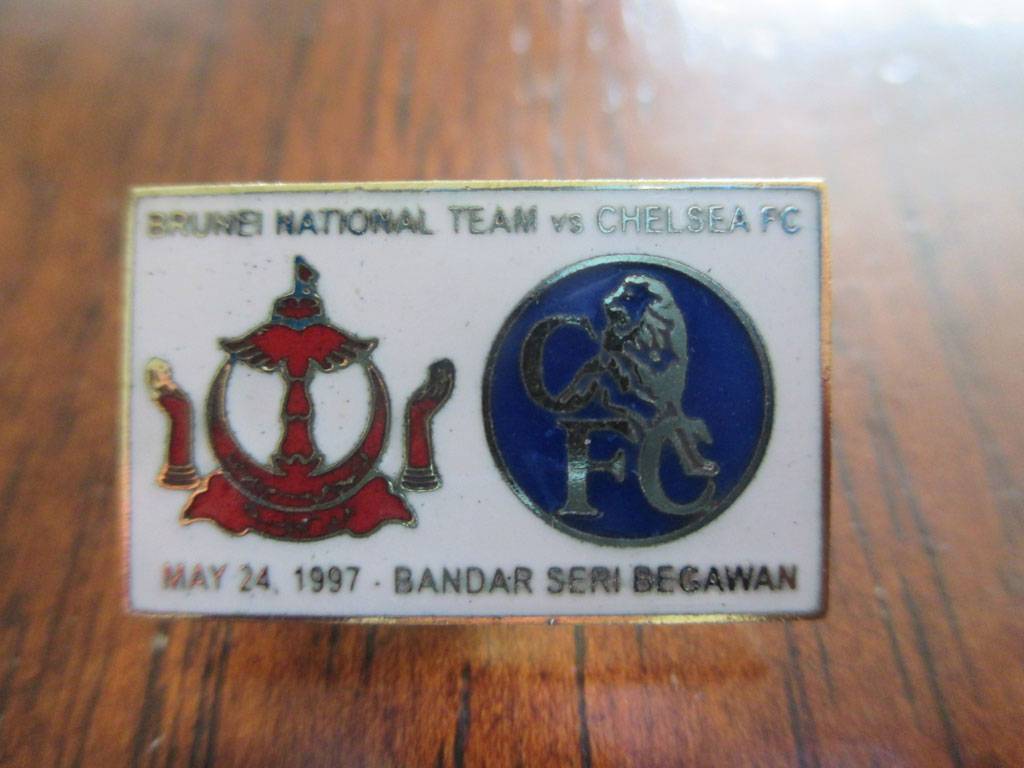 BRUNEI NATIONAL TEAM vs CHELSEA FC
CFC
MAY 24, 1997 - BANDAR SERI BEGAWAN